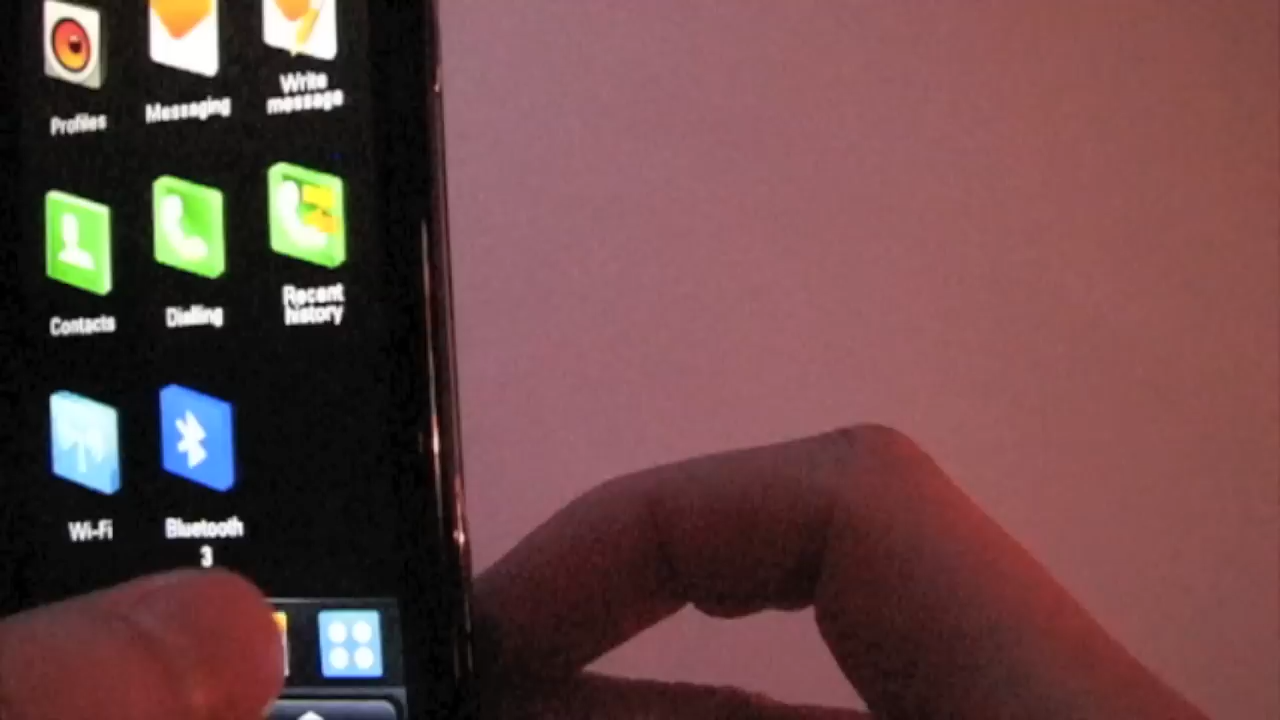 Profiles
Messaging
Write
message
Contacts
Dialling
Recent
history
Wi-Fi
Bluetooth
3